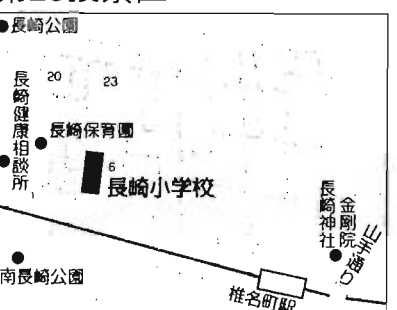 長崎公園
20
23
長崎健康相談所
長崎保育園
6
長崎小学校
長崎神社
金剛院
山手通り
南長崎公園
椎名町駅